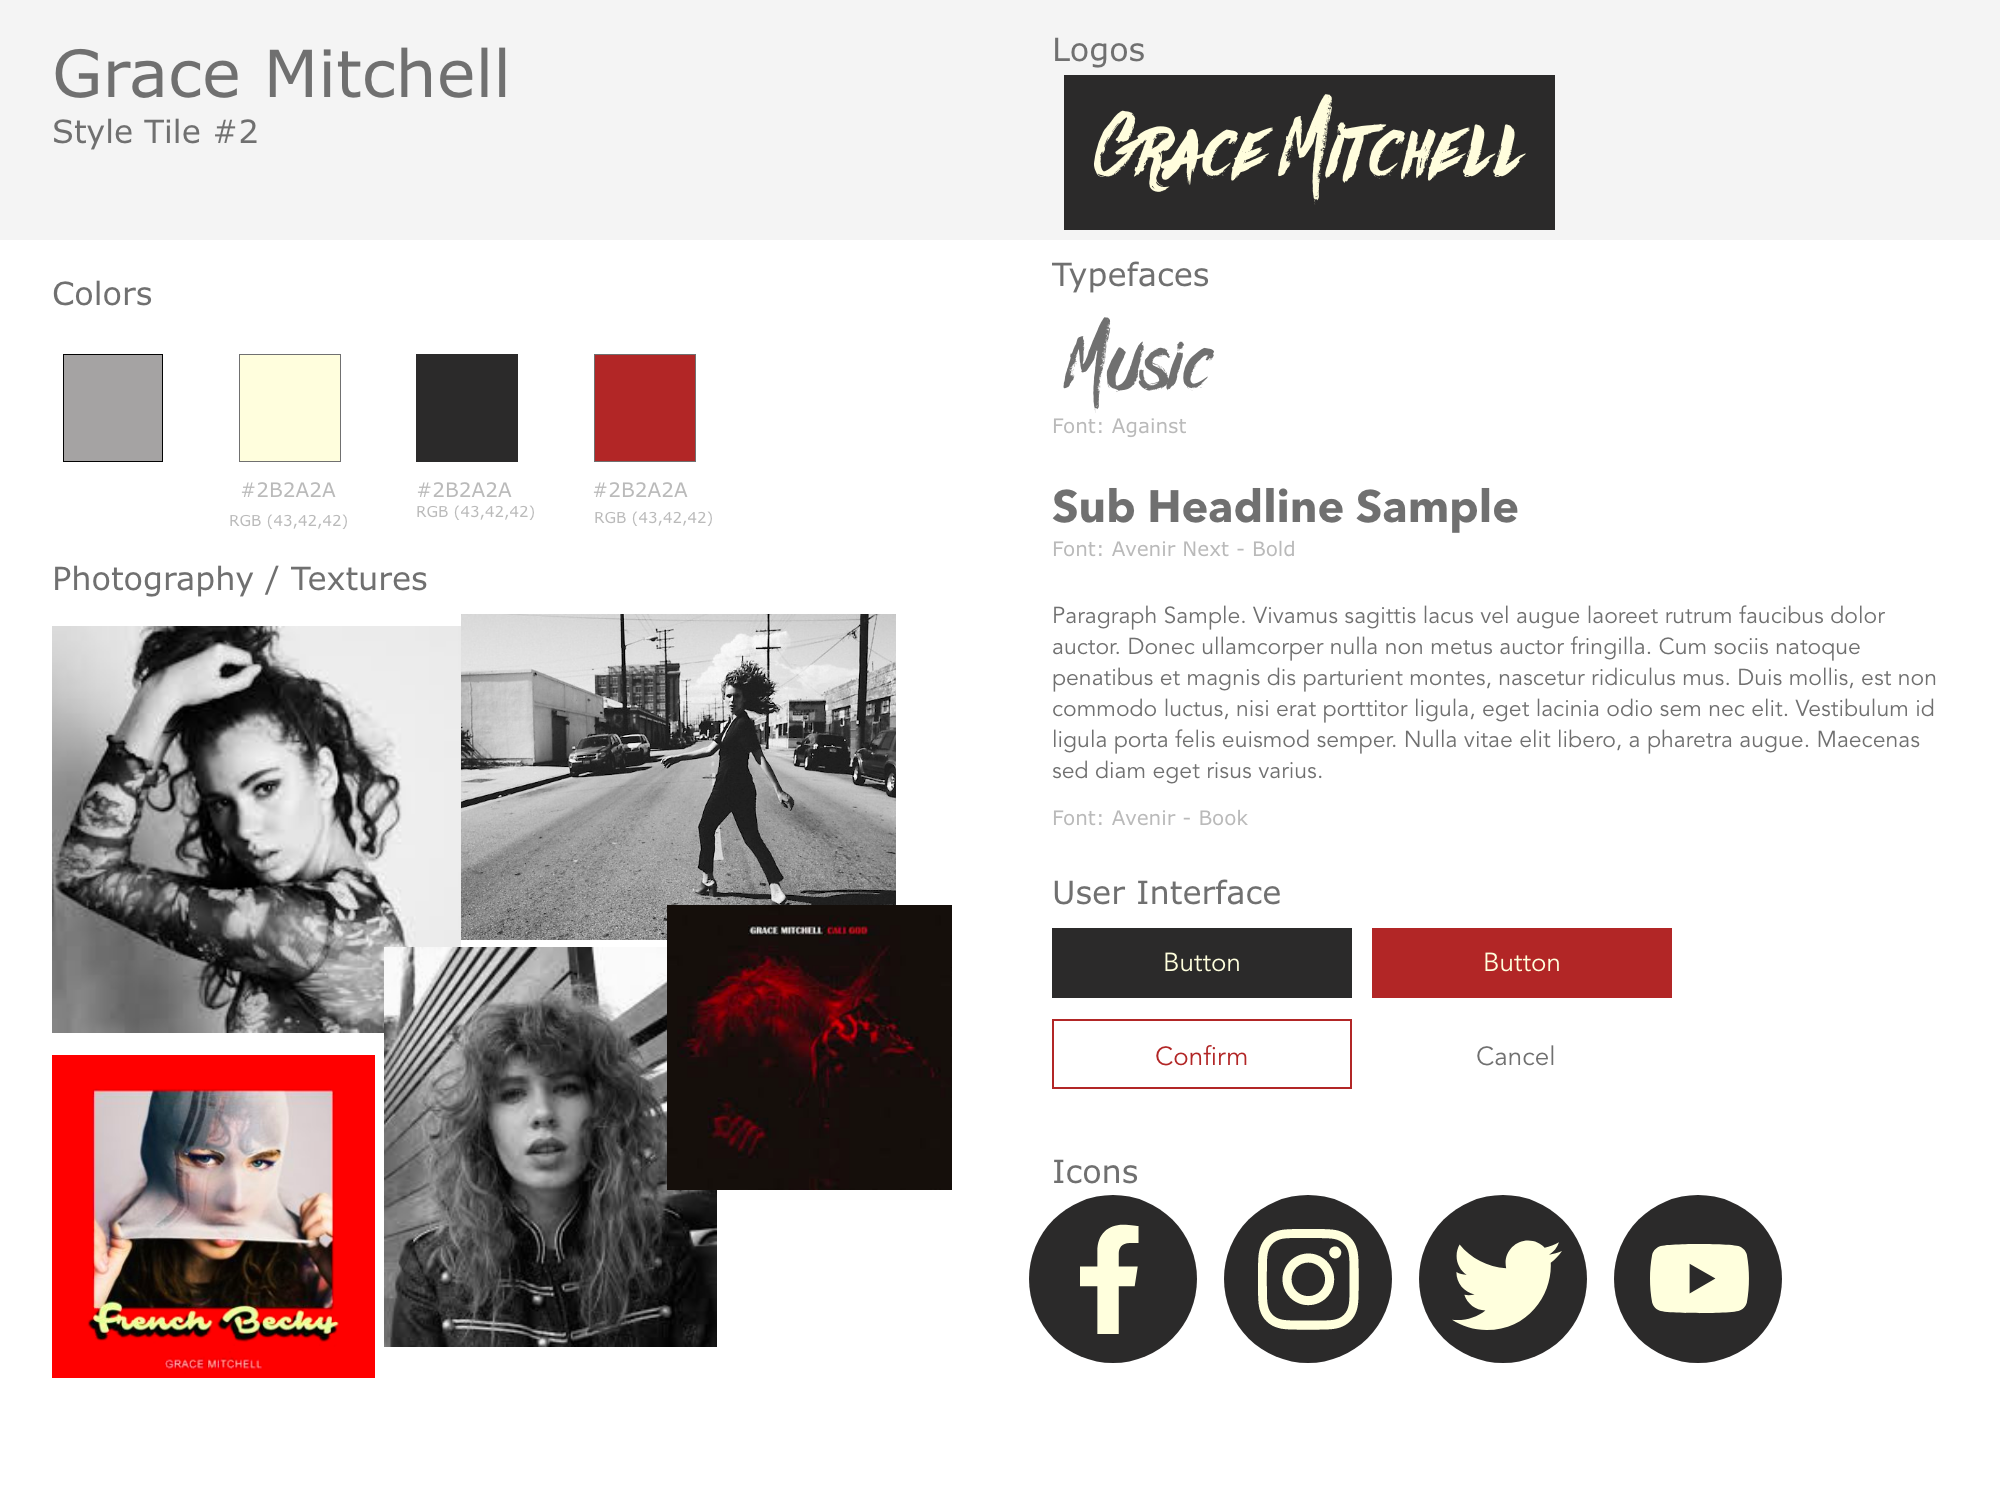 Grace Mitchell
Style Tile #2
Logos
GRACE MITCHELL
Colors
#2B2A2A
RGB (43,42,42)
#2B2A2A
RGB (43,42,42)
#2B2A2A
RGB (43,42,42)
Photography / Textures
GRACE MITCHELL CALI GOD
French Becky
GRACE MITCHELL
Typefaces
Music
Font: Against
Sub Headline Sample
Font: Avenir Next - Bold
Paragraph Sample. Vivamus sagittis lacus vel augue laoreet rutrum faucibus dolor
auctor. Donec ullamcorper nulla non metus auctor fringilla. Cum sociis natoque
penatibus et magnis dis parturient montes, nascetur ridiculus mus. Duis mollis, est non
commodo luctus, nisi erat porttitor ligula, eget lacinia odio sem nec elit. Vestibulum id
ligula porta felis euismod semper. Nulla vitae elit libero, a pharetra augue. Maecenas
sed diam eget risus varius.
Font: Avenir - Book
User Interface
Button
Button
Confirm
Cancel
Icons